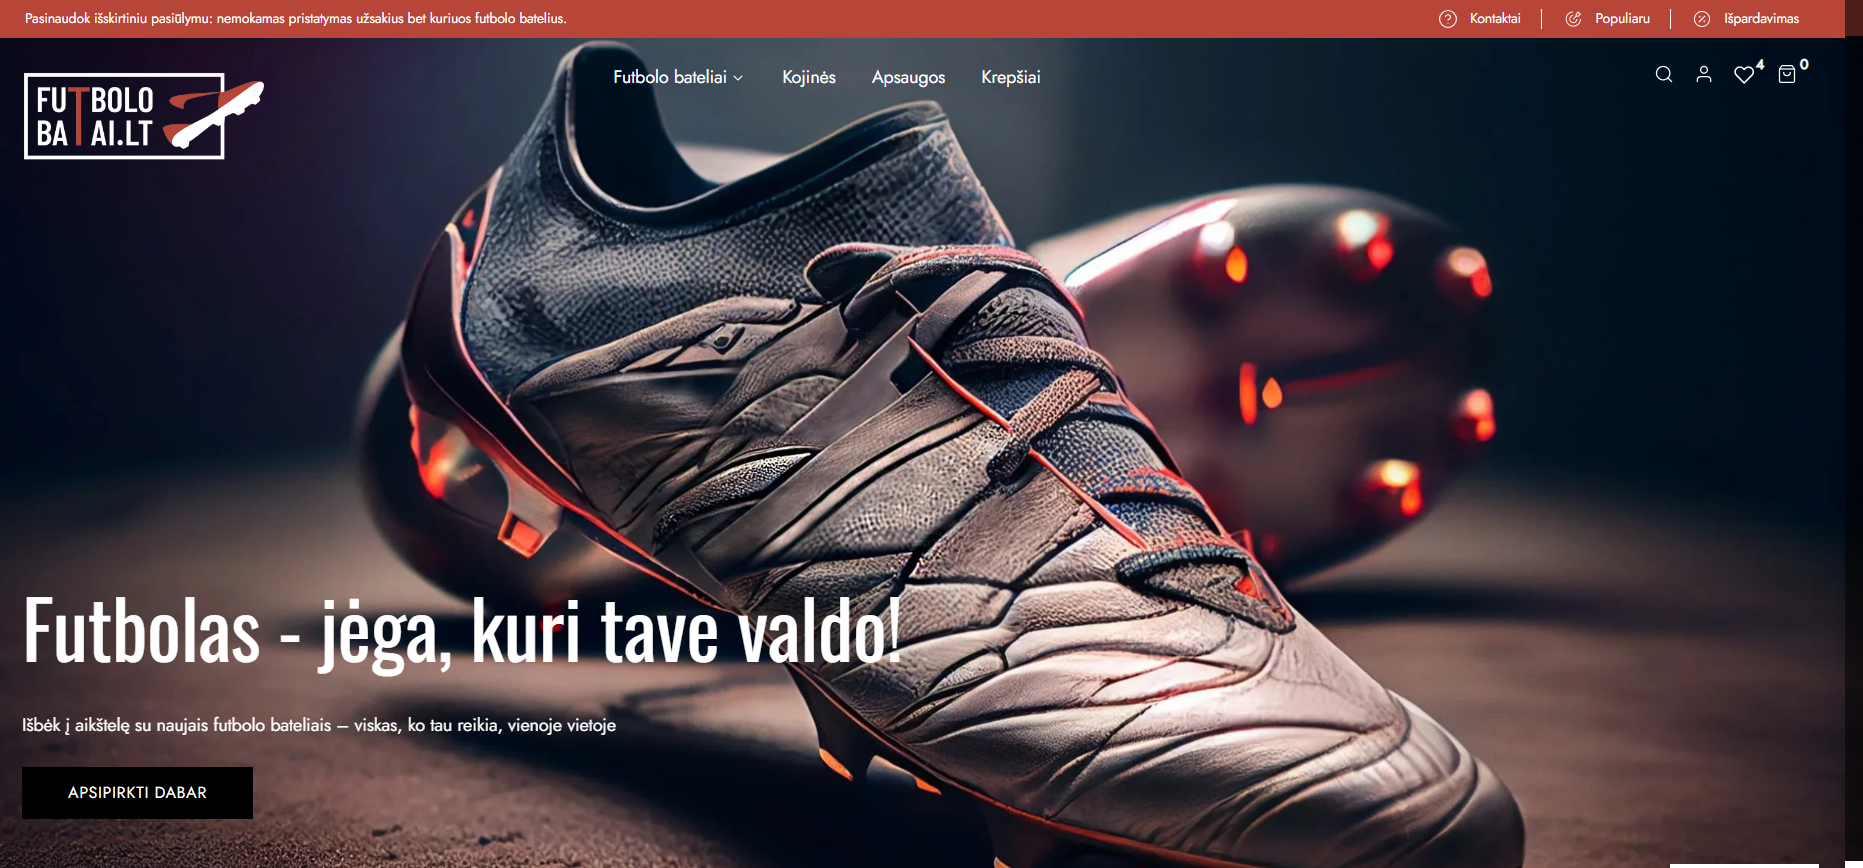 Pasinaudok išskirtiniu pasiūlymu: nemokamas pristatymas užsakius bet kuriuos futbolo batelius.
Kontaktai
Populiaru
Išpardavimas
FUTBOLO
BATAI.LT
Futbolo bateliai
Kojinės
Apsaugos
Krepšiai
4
0
Futbolas - jėga, kuri tave valdo!
Išbėk į aikštelę su naujais futbolo bateliais – viskas, ko tau reikia, vienoje vietoje
APSIPIRKTI DABAR